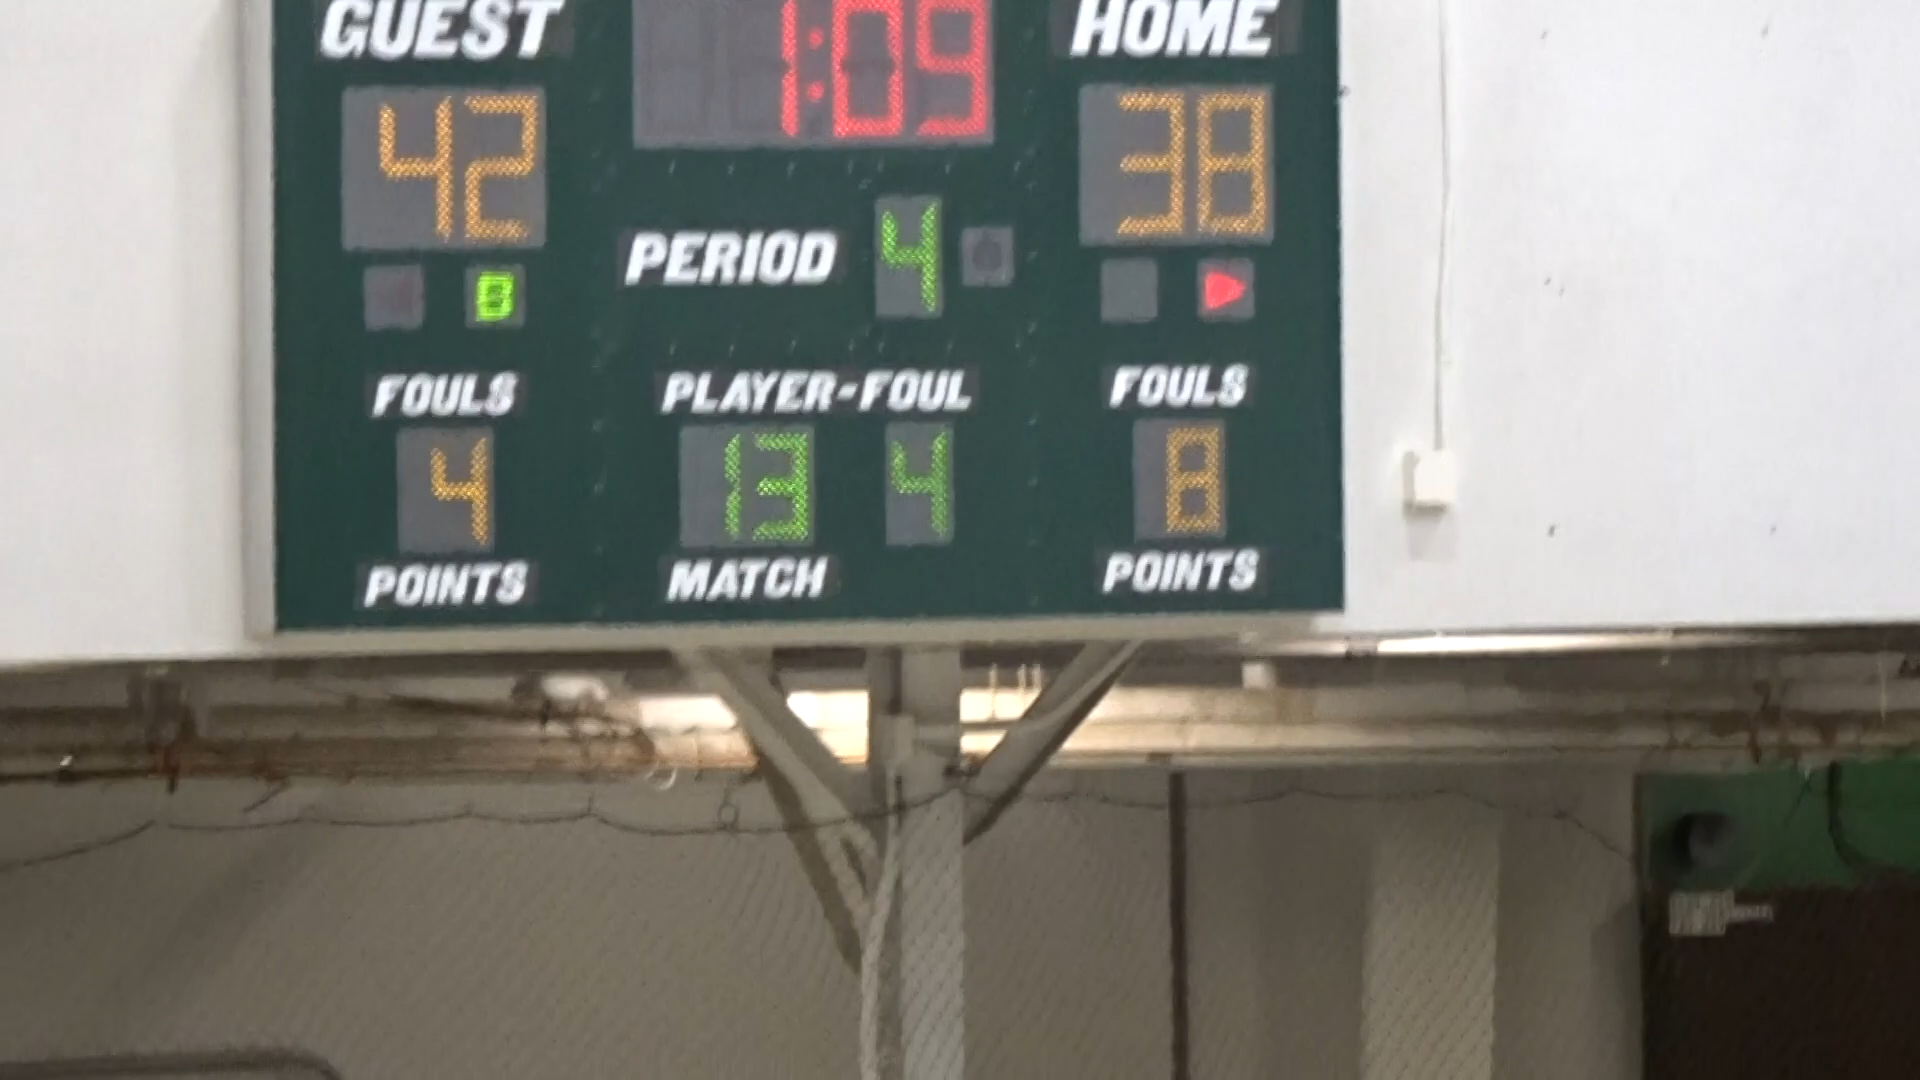 GUEST 1:09 HOME
42 38
PERIOD 4
B
FOULS PLAYER-FOUL FOULS
4 13 4 8
POINTS MATCH POINTS